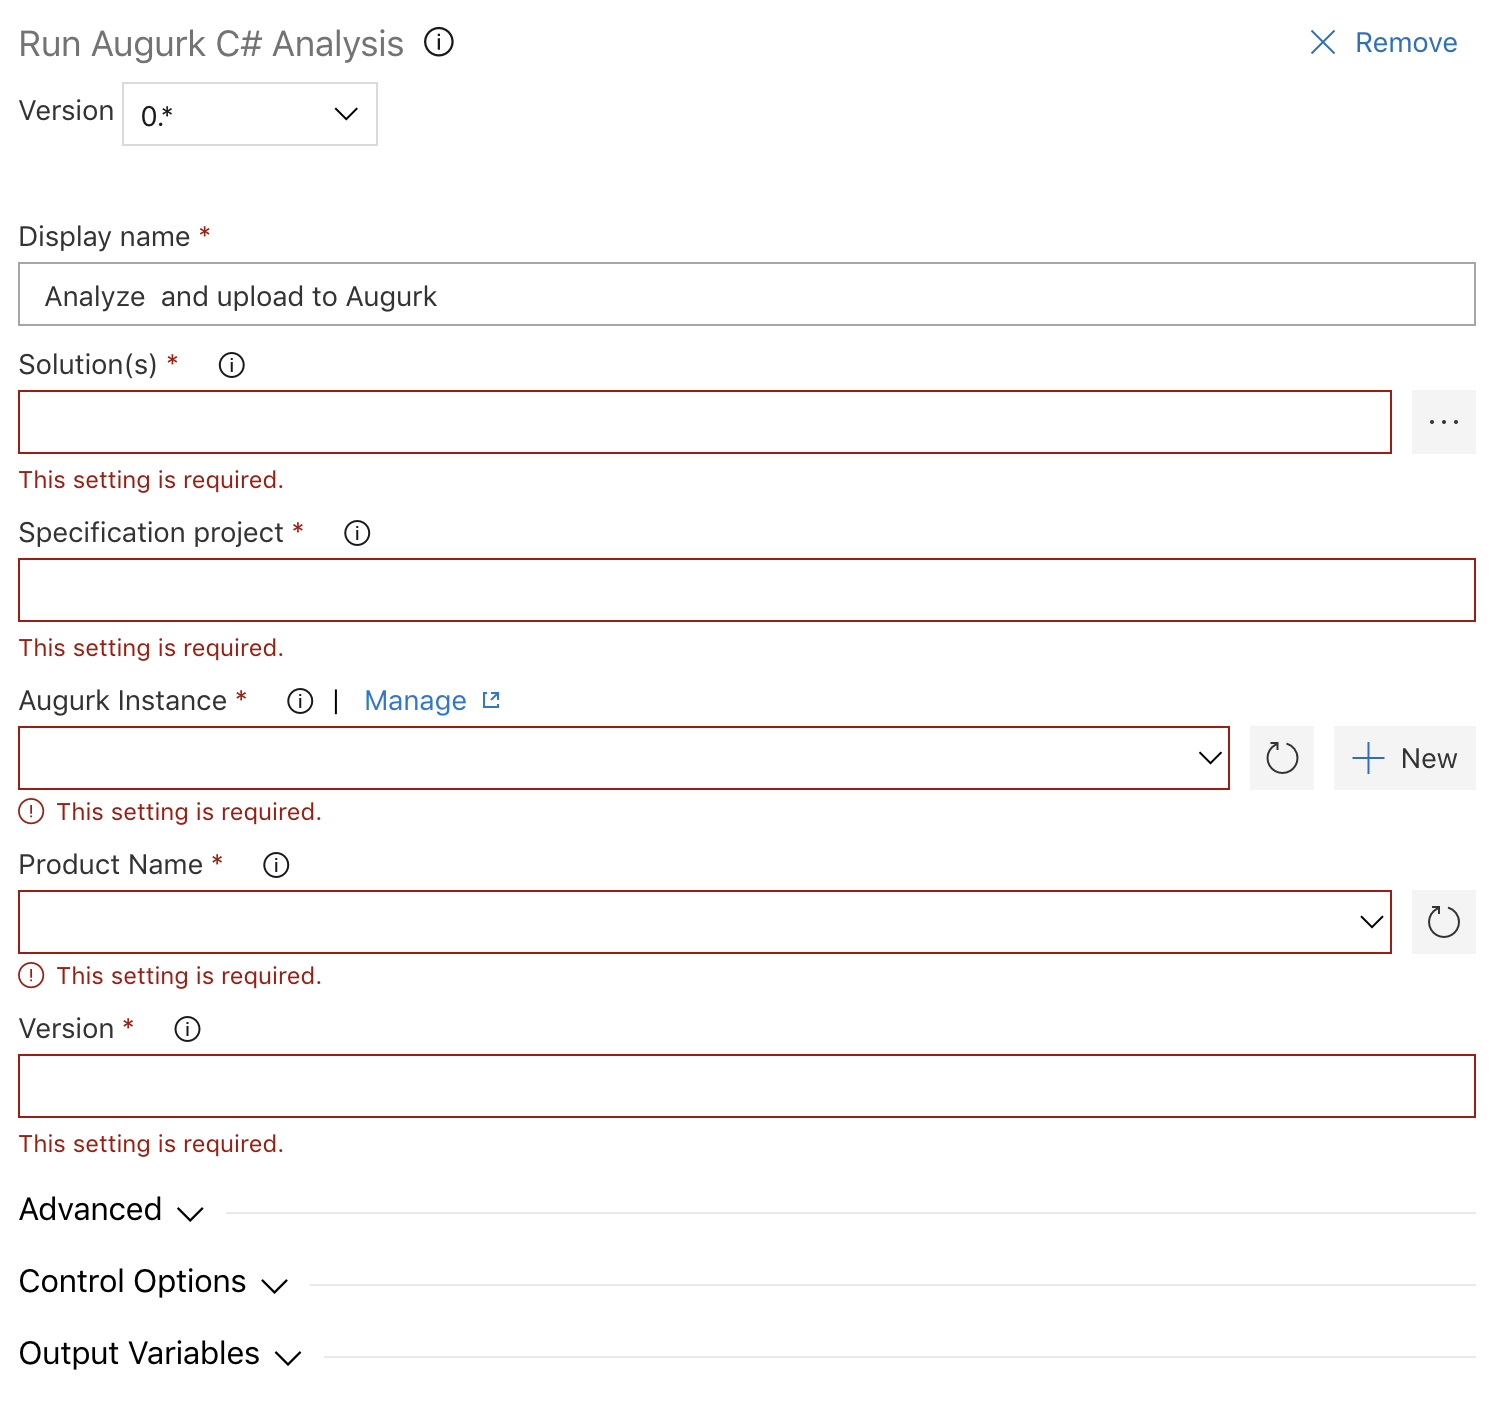 Run Augurk C# Analysis
Remove
Version 0.*
Display name *
Analyze  and upload to Augurk
Solution(s) *
...
This setting is required.
Specification project *
This setting is required.
Augurk Instance * | Manage
New
This setting is required.
Product Name *
This setting is required.
Version *
This setting is required.
Advanced
Control Options
Output Variables